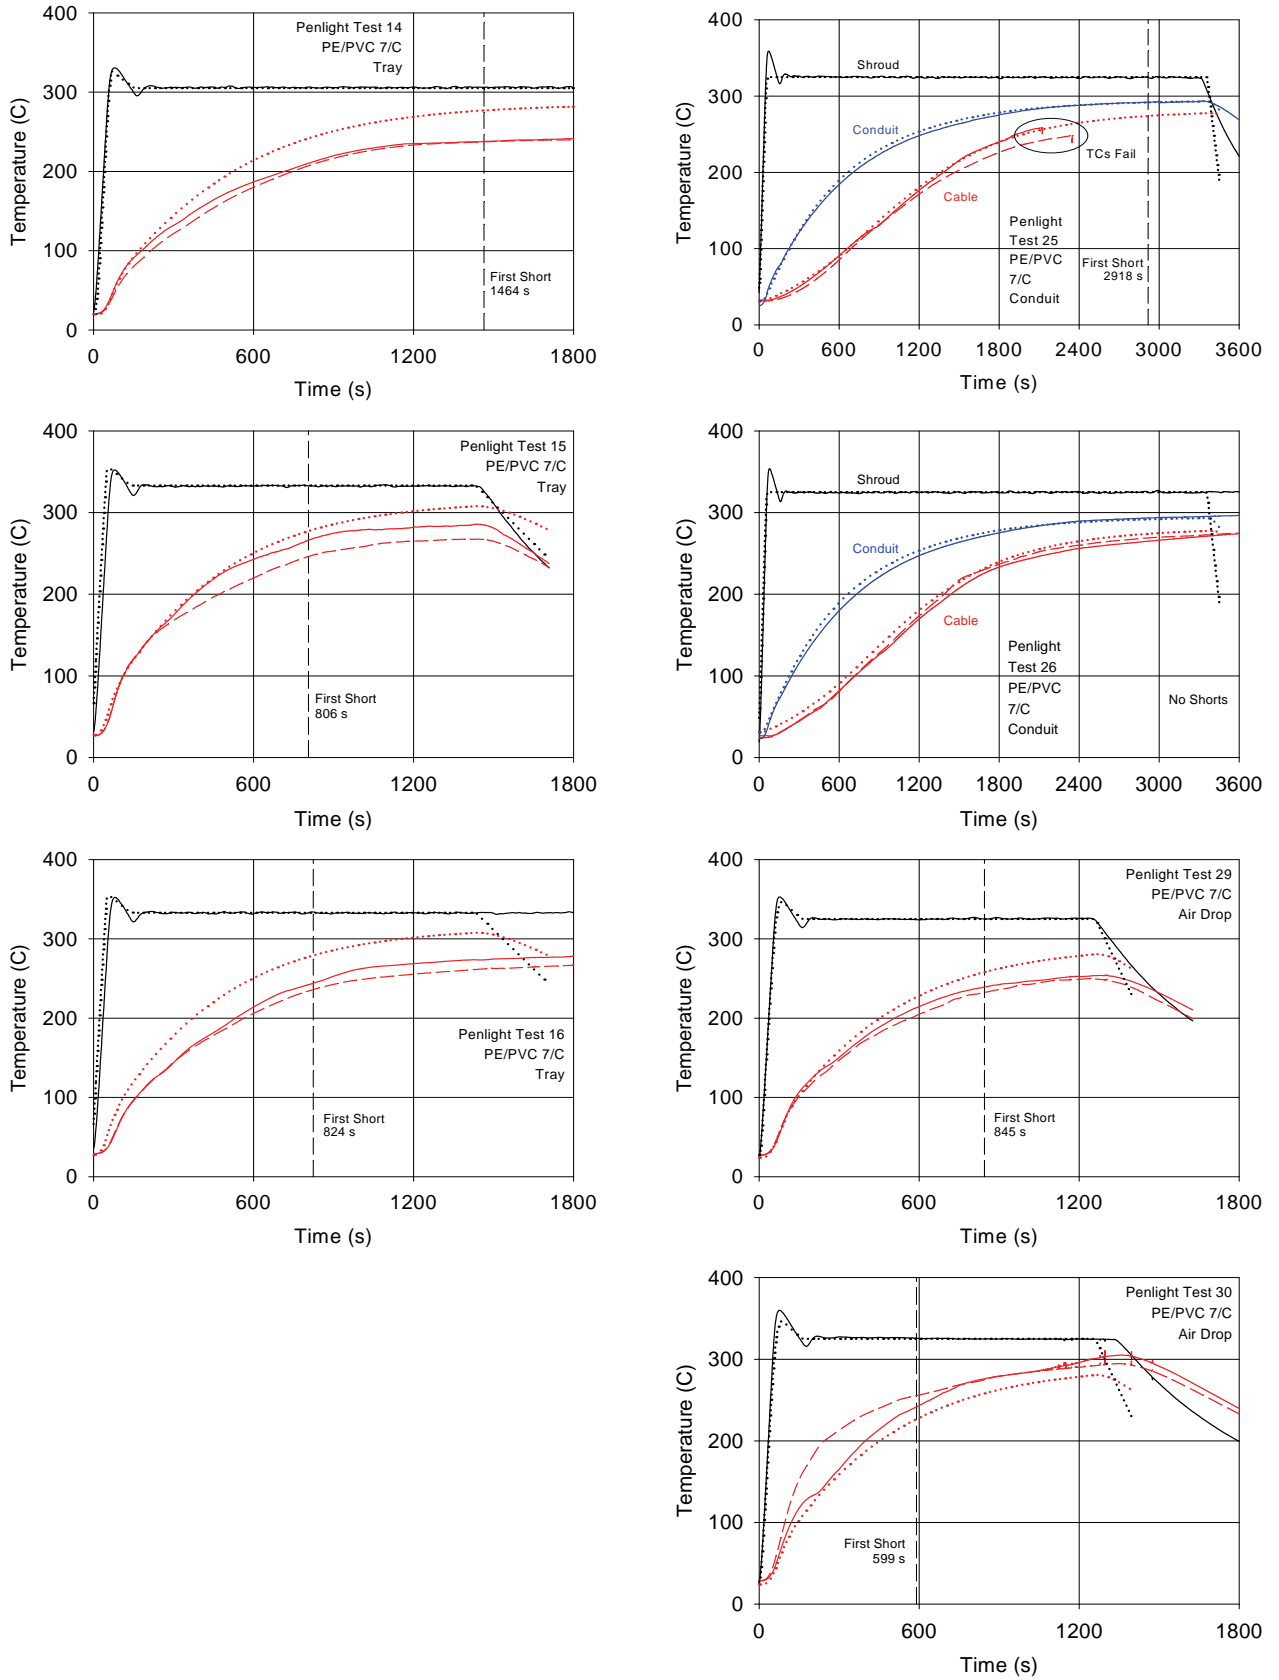 Penlight Test 14
PE/PVC 7/C
Tray
Temperature (C)
400
300
200
100
0
First Short
1464 s
0
600
1200
1800
Time (s)
Temperature (C)
400
300
200
100
0
Shroud
Conduit
TCs Fail
Cable
Penlight
Test 25
PE/PVC
7/C
Conduit
First Short
2918 s
0
600
1200
1800
2400
3000
3600
Time (s)
Penlight Test 15
PE/PVC 7/C
Tray
Temperature (C)
400
300
200
100
0
First Short
806 s
0
600
1200
1800
Time (s)
Temperature (C)
400
300
200
100
0
Shroud
Conduit
Cable
Penlight
Test 26
PE/PVC
7/C
Conduit
No Shorts
0
600
1200
1800
2400
3000
3600
Time (s)
Temperature (C)
400
300
200
100
0
Penlight Test 16
PE/PVC 7/C
Tray
First Short
824 s
0
600
1200
1800
Time (s)
Penlight Test 29
PE/PVC 7/C
Air Drop
Temperature (C)
400
300
200
100
0
First Short
845 s
0
600
1200
1800
Time (s)
Penlight Test 30
PE/PVC 7/C
Air Drop
Temperature (C)
400
300
200
100
0
First Short
599 s
0
600
1200
1800
Time (s)